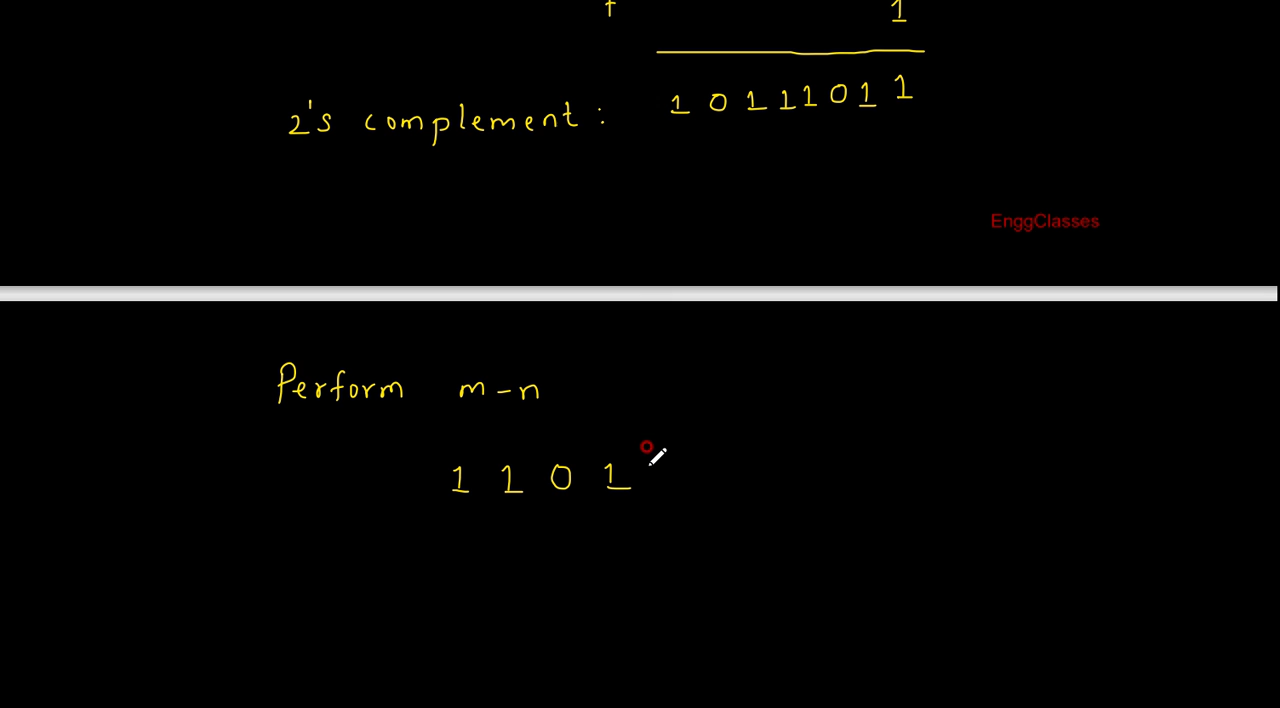 + 1
2's complement : 1 0 1 1 1 0 1 1
EnggClasses
Perform m-n
1 1 0 1